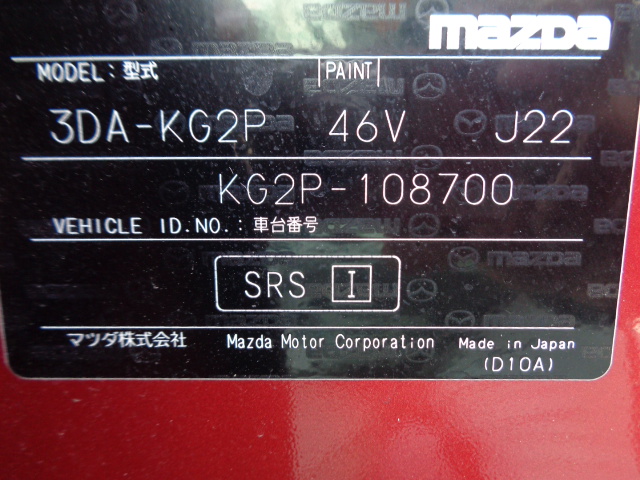 mazda
MODEL: 型式 PAINT
3DA-KG2P 46V J22
KG2P-108700
VEHICLE ID.NO.: 車台番号
SRS I
マツダ株式会社 Mazda Motor Corporation Made in Japan
(D10A)